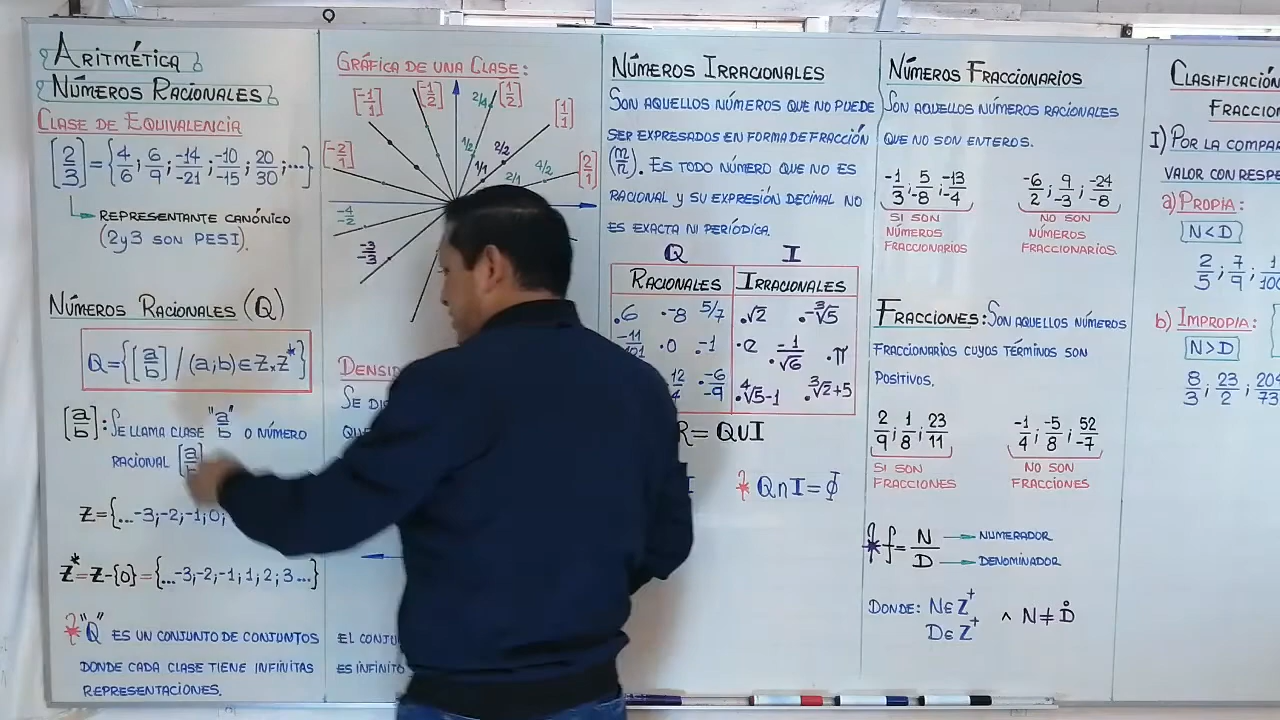 ARITMÉTICA
NÚMEROS RACIONALES
CLASE DE EQUIVALENCIA
[2/3] = {4/6; 6/9; -14/-21; -10/-15; 20/30; ...}
REPRESENTANTE CANÓNICO
(2 y 3 SON PESI).
NÚMEROS RACIONALES (Q)
Q = {[a/b] / (a;b) ∈ Z×Z*}
[a/b]: SE LLAMA CLASE "a/b" O NÚMERO
RACIONAL [a/b]
Z = {...-3;-2;-1;0;
Z* = Z-{0} = {...-3;-2;-1;1;2;3...}
* "Q" ES UN CONJUNTO DE CONJUNTOS
DONDE CADA CLASE TIENE INFINITAS
REPRESENTACIONES.
GRÁFICA DE UNA CLASE:
[-1/1] [-1/2] 2/4 [1/2] [1/1]
[-2/1] 1/2 1/1 2/2 2/1 4/2 [2/1]
-3/-3
EL CONJU
ES INFINITO
NÚMEROS IRRACIONALES
SON AQUELLOS NÚMEROS QUE NO PUEDE
SER EXPRESADOS EN FORMA DE FRACCIÓN
(m/n). ES TODO NÚMERO QUE NO ES
RACIONAL Y SU EXPRESIÓN DECIMAL NO
ES EXACTA NI PERIÓDICA.
Q I
RACIONALES IRRACIONALES
.6 .-8 5/7 .√2 .-³√5
-11/101 .0 .-1 .e .-1/√6 .π
.-6/-9 .⁴√5-1 .³√2+5
R = Q∪I
* Q∩I = Φ
NÚMEROS FRACCIONARIOS
SON AQUELLOS NÚMEROS RACIONALES
QUE NO SON ENTEROS.
-1/3; 5/-8; -13/-4 -6/2; 9/-3; -24/-8
SI SON NÚMEROS FRACCIONARIOS
NO SON NÚMEROS FRACCIONARIOS.
FRACCIONES: SON AQUELLOS NÚMEROS
FRACCIONARIOS CUYOS TÉRMINOS SON
POSITIVOS.
2/9; 1/8; 23/11 -1/4; -5/8; 52/-7
SI SON FRACCIONES
NO SON FRACCIONES
* f = N/D
NUMERADOR
DENOMINADOR
DONDE: N∈Z⁺ ∧ N≠D̊
D∈Z⁺
CLASIFICACIÓN
FRACCIO
I) POR LA COMPAR
VALOR CON RESPE
a) PROPIA:
N<D
2/5; 7/9;
b) IMPROPIA:
N>D
8/3; 23/2; 204/73